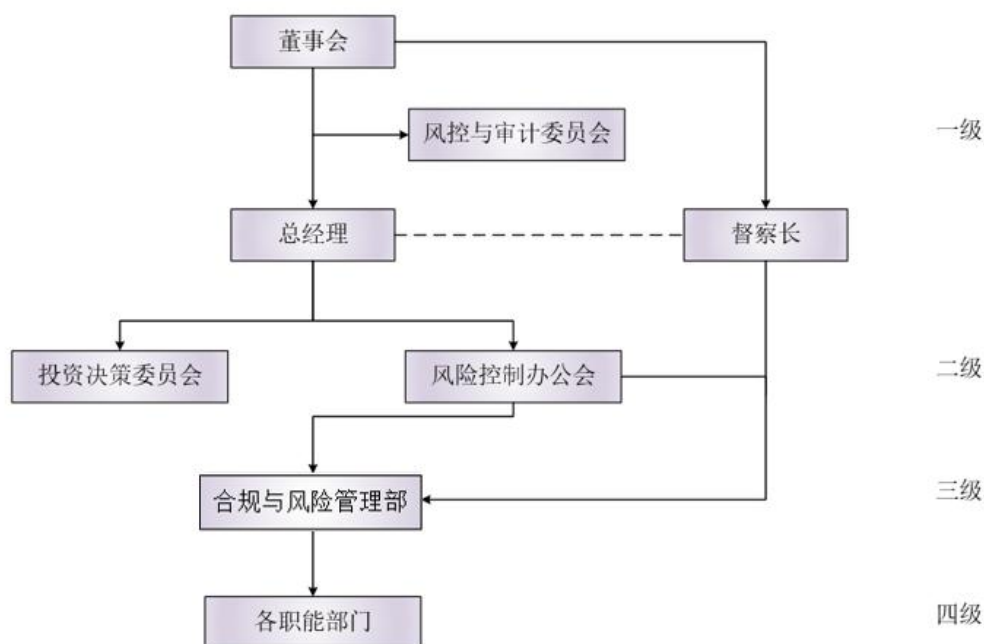 董事会
风控与审计委员会
一级
总经理
督察长
投资决策委员会
风险控制办公会
二级
合规与风险管理部
三级
各职能部门
四级